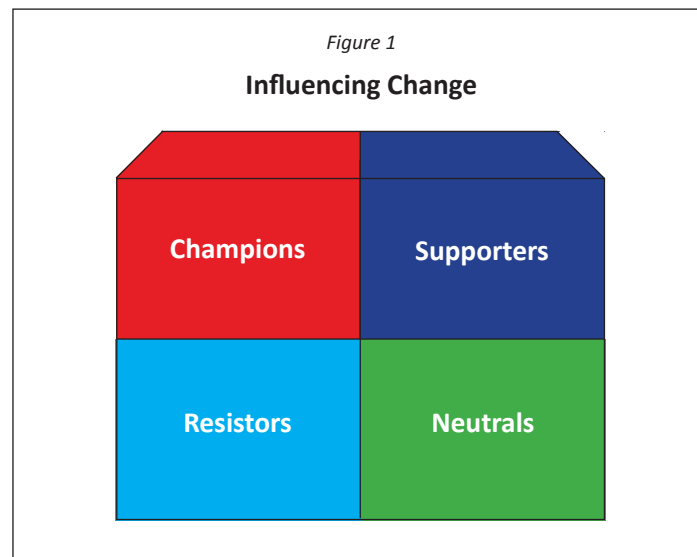 Figure 1
Influencing Change
Champions
Supporters
Resistors
Neutrals